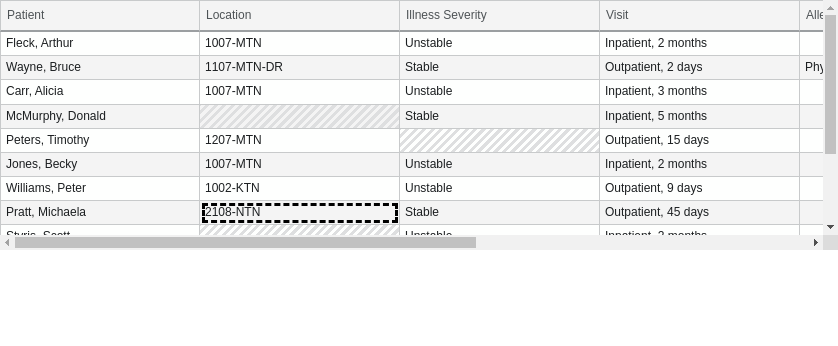 Patient Location Illness Severity Visit Alle
Fleck, Arthur 1007-MTN Unstable Inpatient, 2 months
Wayne, Bruce 1107-MTN-DR Stable Outpatient, 2 days Phy
Carr, Alicia 1007-MTN Unstable Inpatient, 3 months
McMurphy, Donald Stable Inpatient, 5 months
Peters, Timothy 1207-MTN Outpatient, 15 days
Jones, Becky 1007-MTN Unstable Inpatient, 2 months
Williams, Peter 1002-KTN Unstable Outpatient, 9 days
Pratt, Michaela 2108-NTN Stable Outpatient, 45 days
Unstable Inpatient,